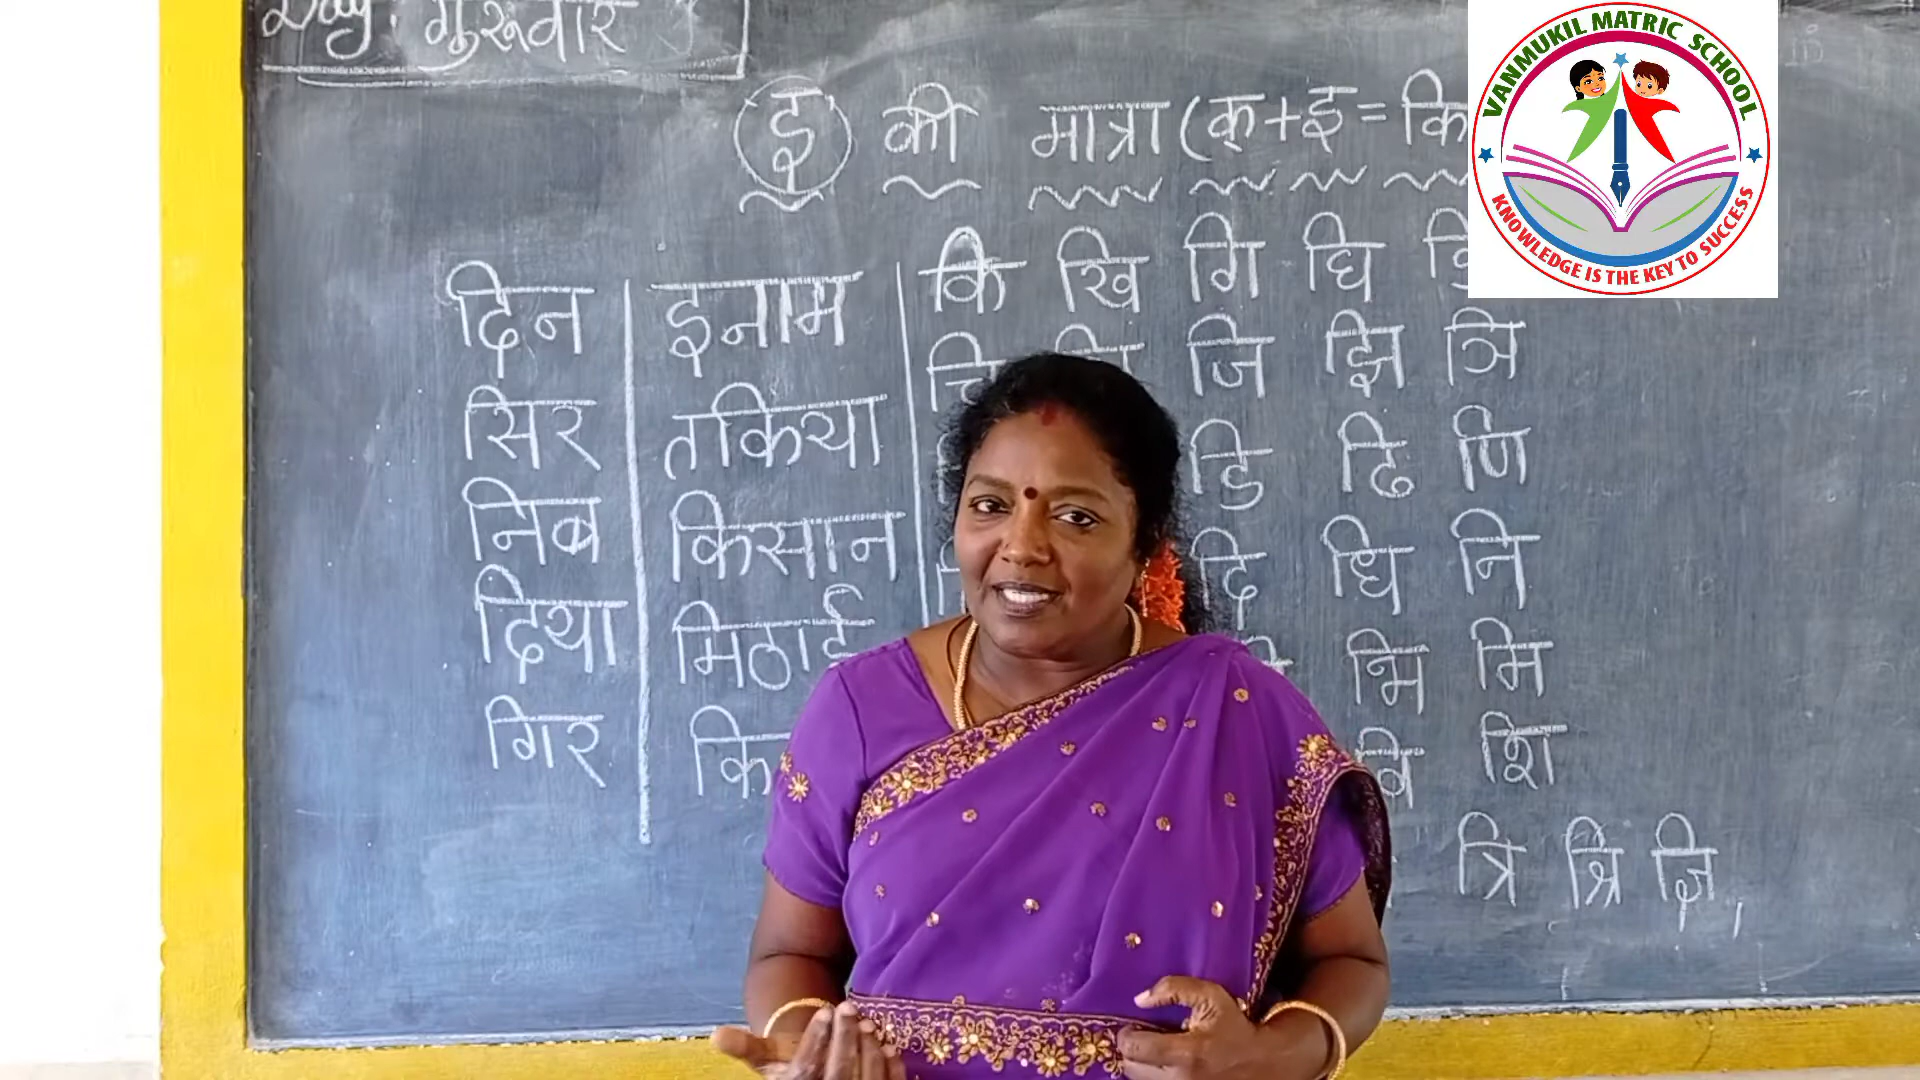 Day: गुरूवार
इ की मात्रा (क्+इ=कि
दिन इनाम कि खि गि घि
सिर तकिया चि जि झि ञि
निब किसान डि ढि णि
दिया मिठाई दि धि नि
गिर कि भि मि
वि शि
त्रि श्रि ज्ञि
VANMUKIL MATRIC SCHOOL
KNOWLEDGE IS THE KEY TO SUCCESS